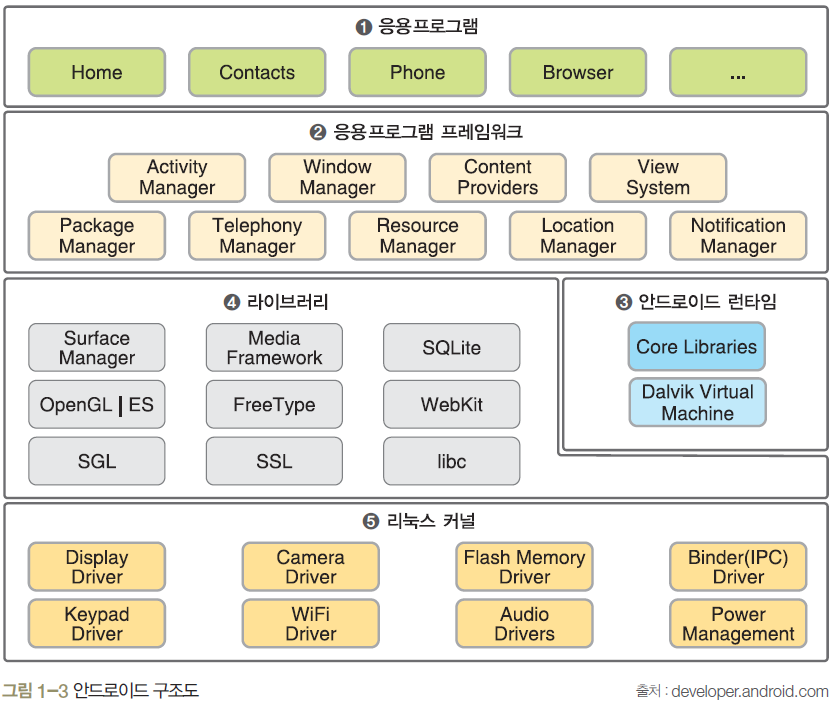 ❶ 응용프로그램
Home
Contacts
Phone
Browser
...
❷ 응용프로그램 프레임워크
Activity
Manager
Window
Manager
Content
Providers
View
System
Package
Manager
Telephony
Manager
Resource
Manager
Location
Manager
Notification
Manager
❹ 라이브러리
Surface
Manager
Media
Framework
SQLite
OpenGL | ES
FreeType
WebKit
SGL
SSL
libc
❸ 안드로이드 런타임
Core Libraries
Dalvik Virtual
Machine
❺ 리눅스 커널
Display
Driver
Camera
Driver
Flash Memory
Driver
Binder(IPC)
Driver
Keypad
Driver
WiFi
Driver
Audio
Drivers
Power
Management
그림 1-3 안드로이드 구조도
출처 : developer.android.com